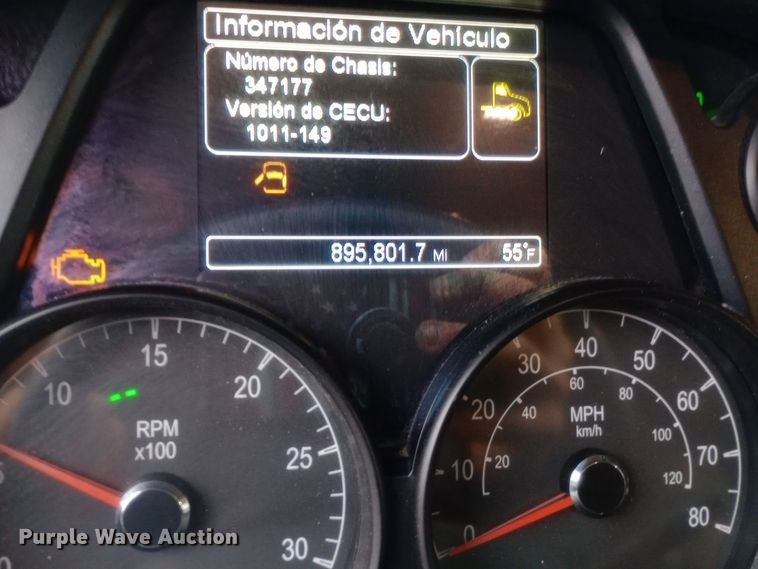 Información de Vehículo
Número de Chasis:
347177
Versión de CECU:
1011-149
895,801.7 MI 55°F
10 15 20 25 30
RPM
x100
0 10 20 30 40 50 60 70 80
20 40 60 80 100 120
MPH
km/h
Purple Wave Auction